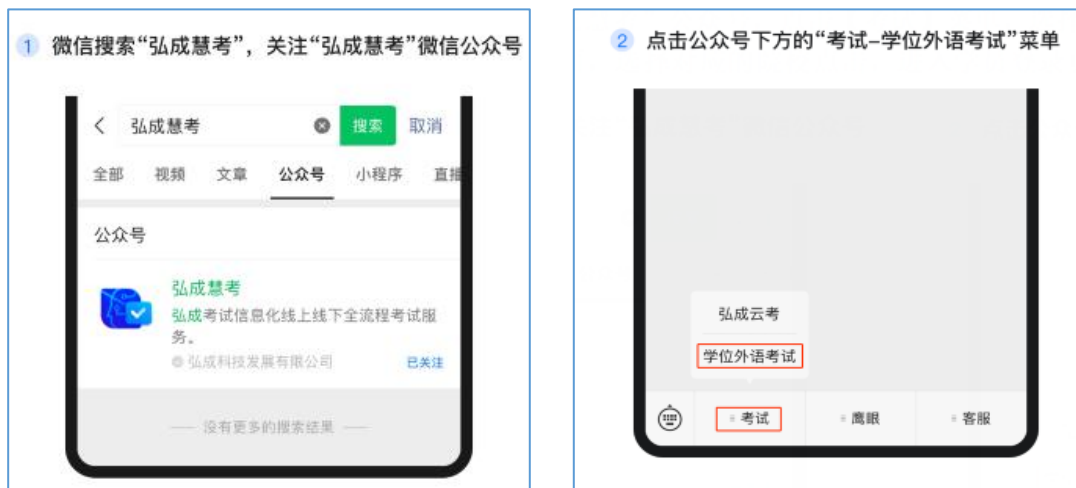 1 微信搜索“弘成慧考”，关注“弘成慧考”微信公众号
弘成慧考 搜索 取消
全部 视频 文章 公众号 小程序 直播
公众号
弘成慧考
弘成考试信息化线上线下全流程考试服
务。
弘成科技发展有限公司 已关注
没有更多的搜索结果
2 点击公众号下方的“考试–学位外语考试”菜单
弘成云考
学位外语考试
考试 鹰眼 客服